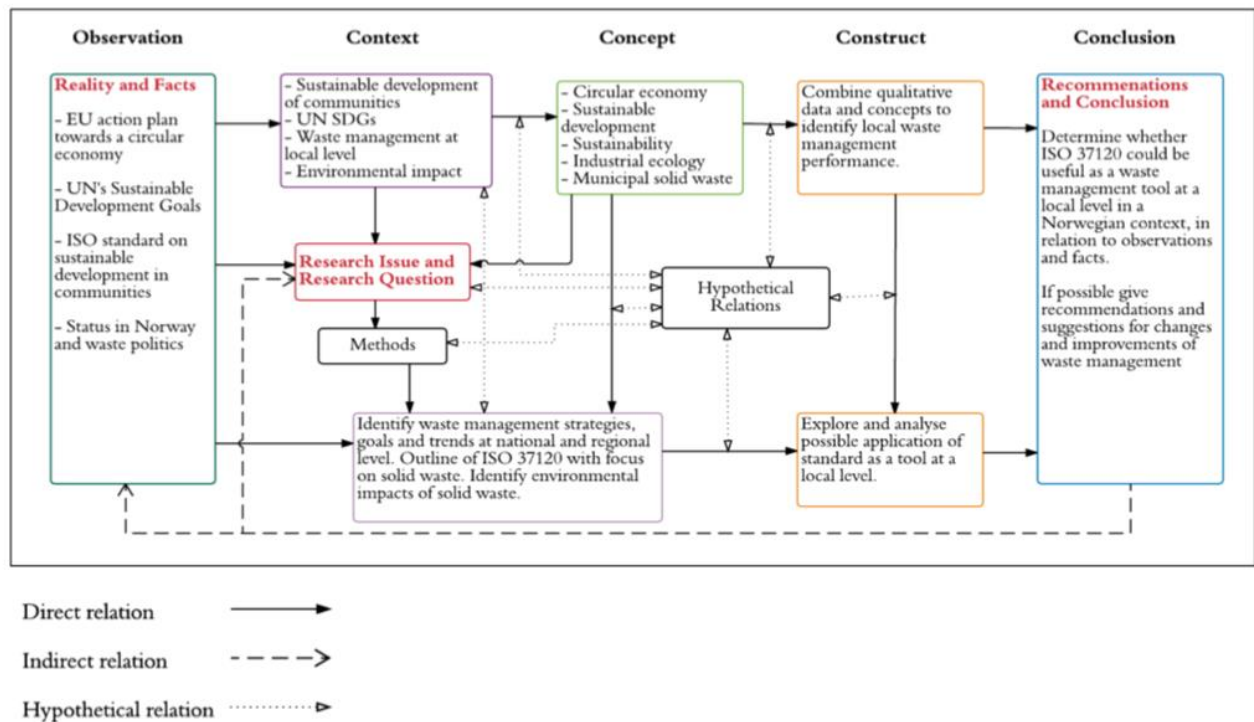 Observation
Context
Concept
Construct
Conclusion
Reality and Facts
- EU action plan
towards a circular
economy
- UN's Sustainable
Development Goals
- ISO standard on
sustainable
development in
communities
- Status in Norway
and waste politics
- Sustainable development
of communities
- UN SDGs
- Waste management at
local level
- Environmental impact
Research Issue and
Research Question
Methods
Identify waste management strategies,
goals and trends at national and regional
level. Outline of ISO 37120 with focus
on solid waste. Identify environmental
impacts of solid waste.
- Circular economy
- Sustainable
development
- Sustainability
- Industrial ecology
- Municipal solid waste
Hypothetical
Relations
Combine qualitative
data and concepts to
identify local waste
management
performance.
Explore and analyse
possible application of
standard as a tool at a
local level.
Recommenations
and Conclusion
Determine whether
ISO 37120 could be
useful as a waste
management tool at a
local level in a
Norwegian context, in
relation to observations
and facts.
If possible give
recommendations and
suggestions for changes
and improvements of
waste management
Direct relation
Indirect relation
Hypothetical relation